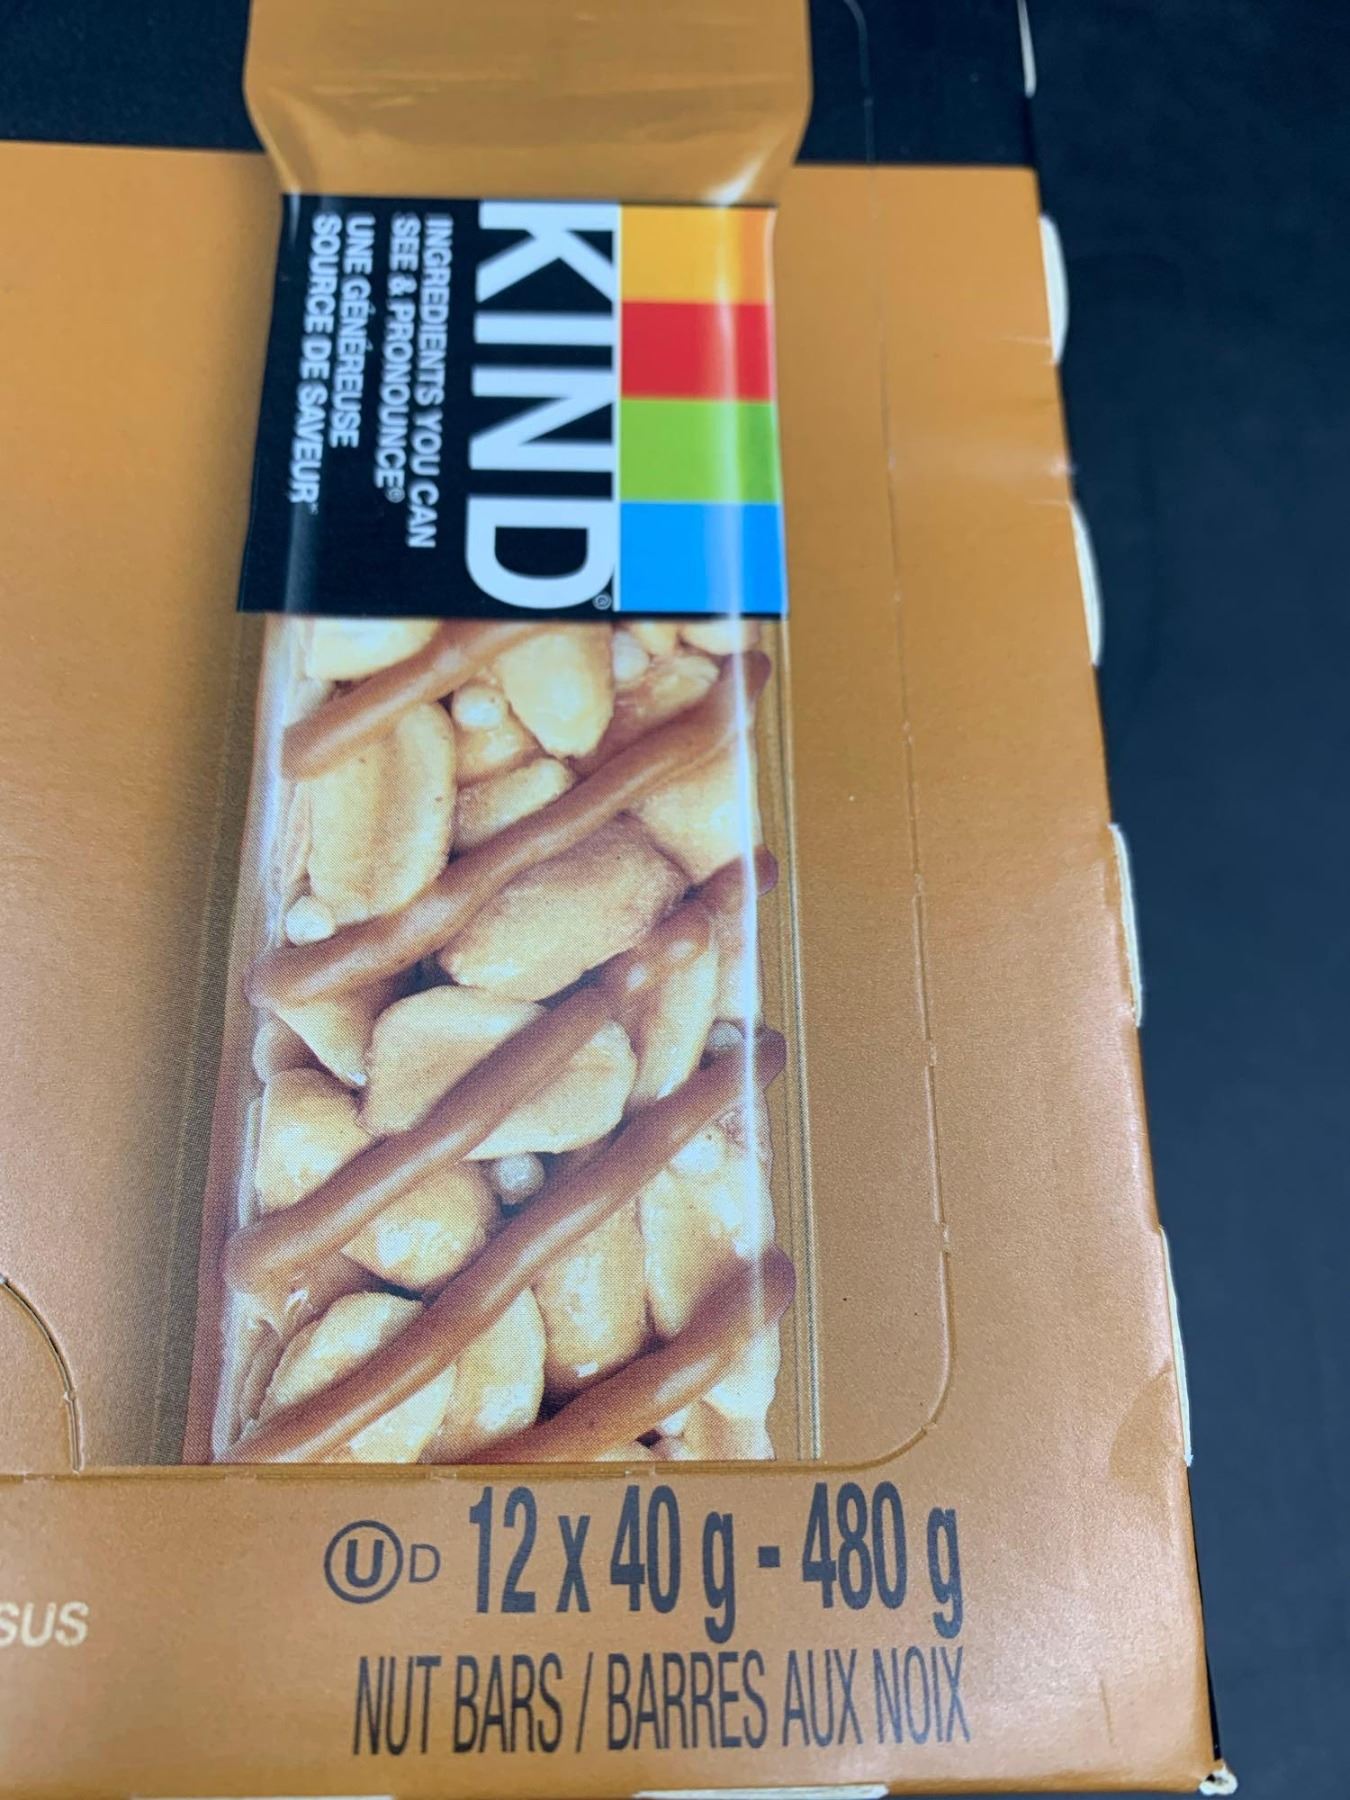 KIND®
INGREDIENTS YOU CAN
SEE & PRONOUNCE®
UNE GÉNÉREUSE
SOURCE DE SAVEUR™
SUS
Ⓤ D 12 x 40 g - 480 g
NUT BARS / BARRES AUX NOIX